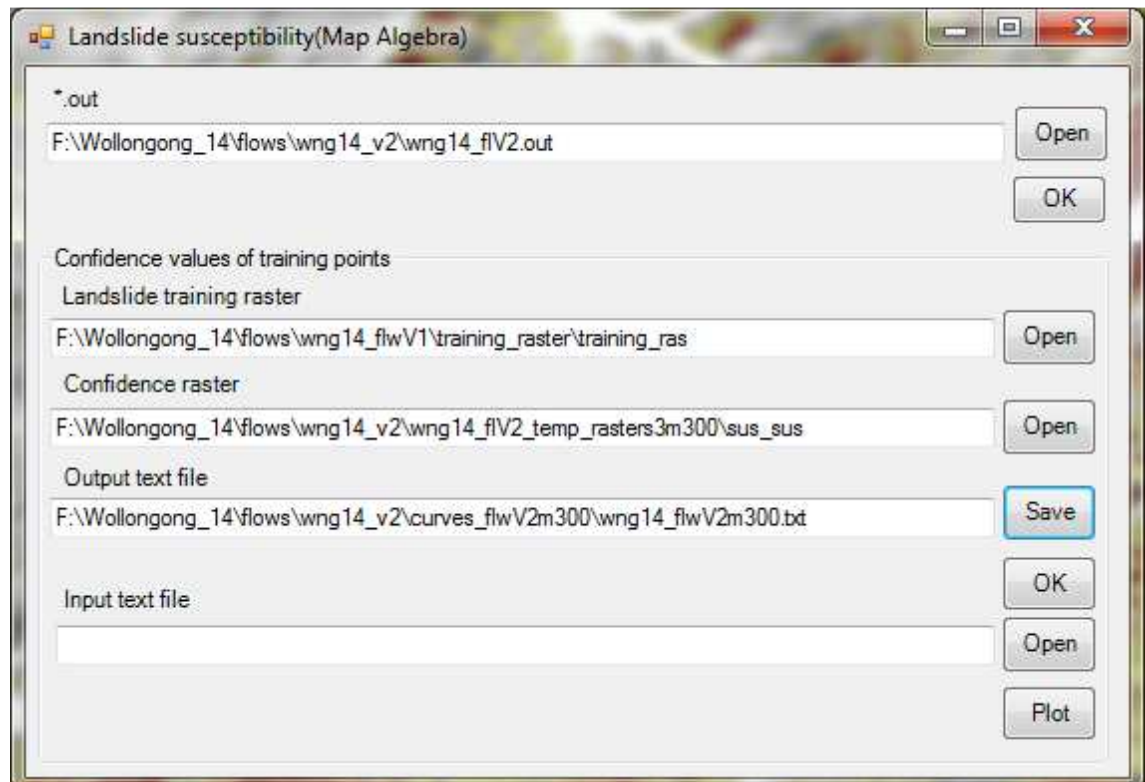 Landslide susceptibility(Map Algebra)
*.out
F:\Wollongong_14\flows\wng14_v2\wng14_flV2.out
Open
OK
Confidence values of training points
Landslide training raster
F:\Wollongong_14\flows\wng14_flwV1\training_raster\training_ras
Open
Confidence raster
F:\Wollongong_14\flows\wng14_v2\wng14_flV2_temp_rasters3m300\sus_sus
Open
Output text file
F:\Wollongong_14\flows\wng14_v2\curves_flwV2m300\wng14_flwV2m300.txt
Save
OK
Input text file
Open
Plot